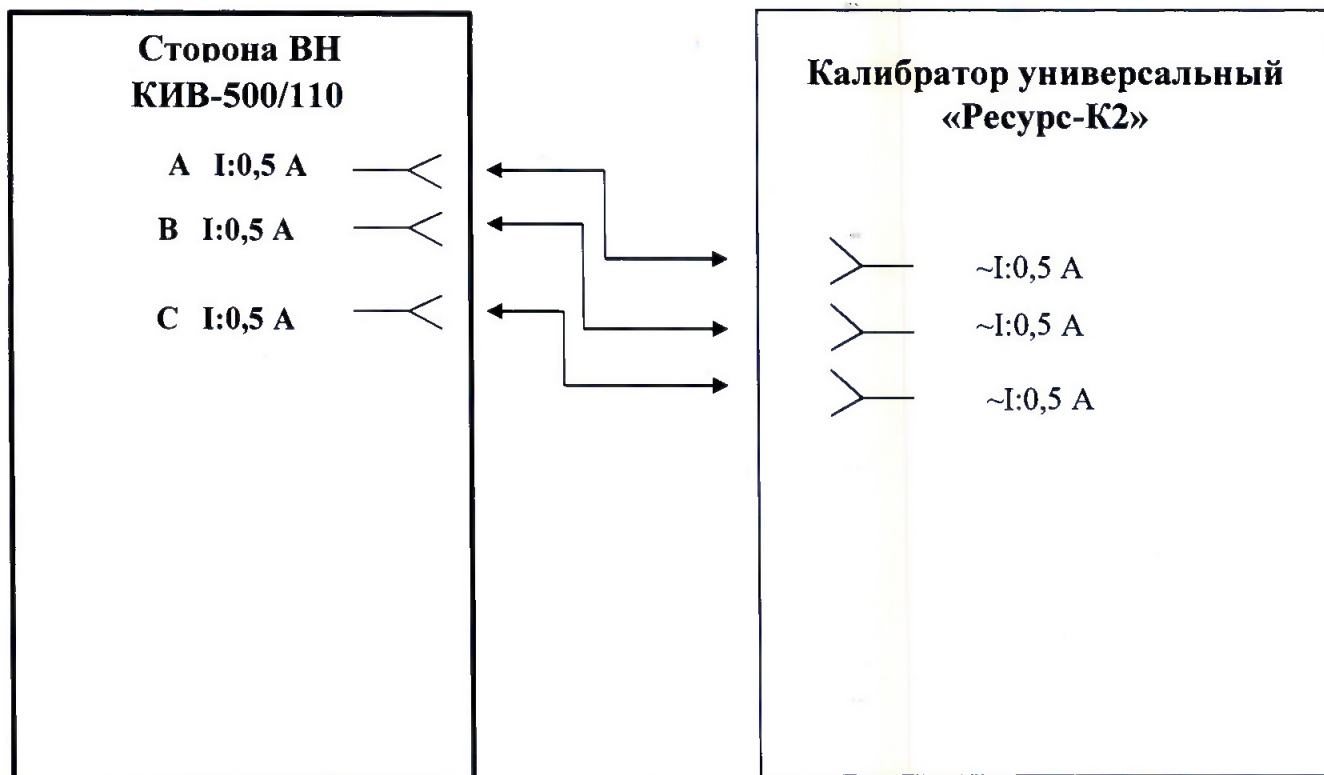 Сторона ВН
КИВ-500/110
A I:0,5 А
B I:0,5 А
C I:0,5 А
Калибратор универсальный
«Ресурс-К2»
~I:0,5 А
~I:0,5 А
~I:0,5 А